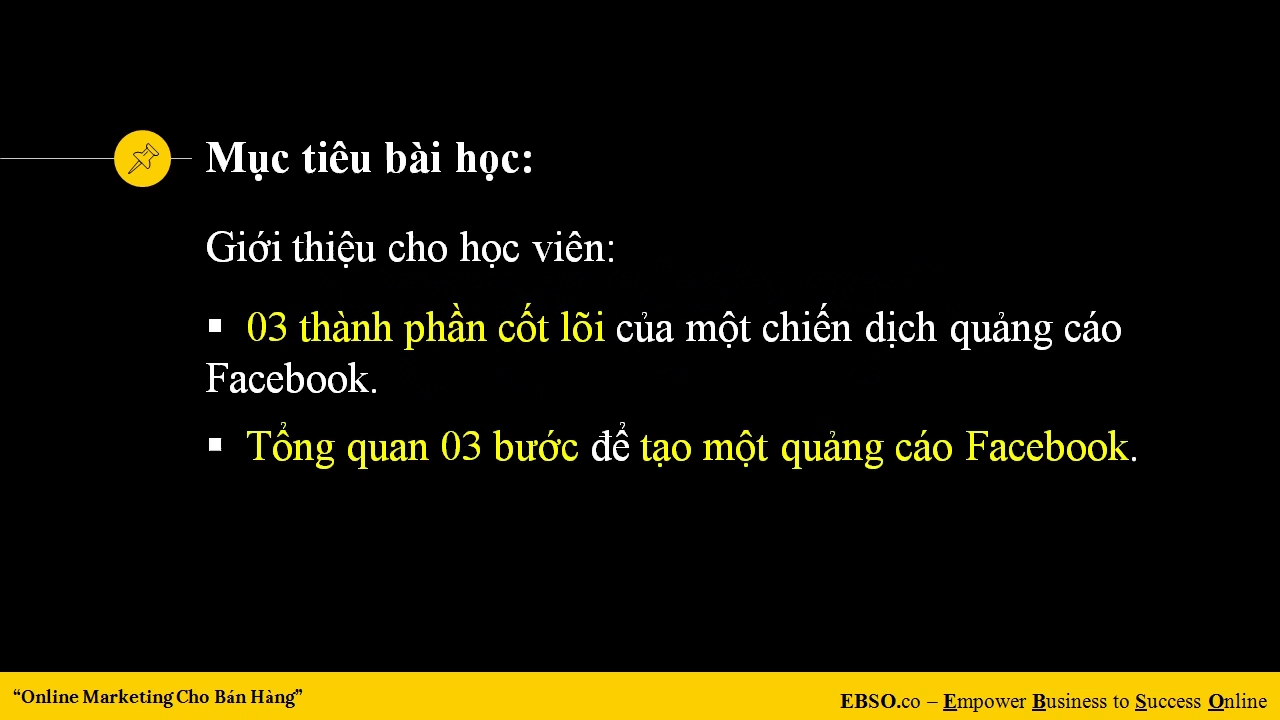 Mục tiêu bài học:
Giới thiệu cho học viên:
▪ 03 thành phần cốt lõi của một chiến dịch quảng cáo
Facebook.
▪ Tổng quan 03 bước để tạo một quảng cáo Facebook.
“Online Marketing Cho Bán Hàng”
EBSO.co – Empower Business to Success Online